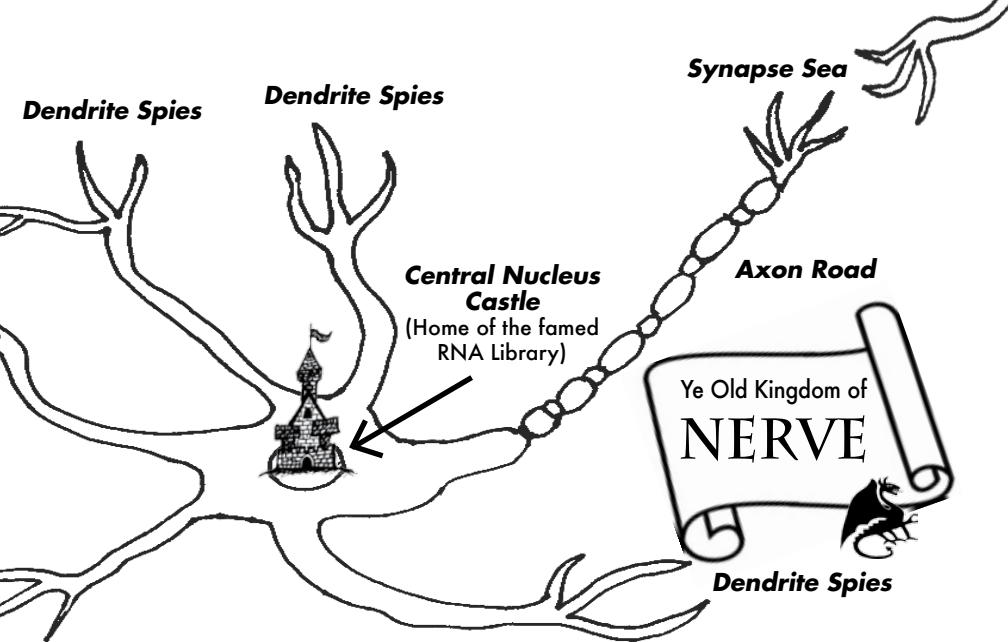 Synapse Sea
Dendrite Spies
Dendrite Spies
Axon Road
Central Nucleus
Castle
(Home of the famed
RNA Library)
Ye Old Kingdom of
NERVE
Dendrite Spies